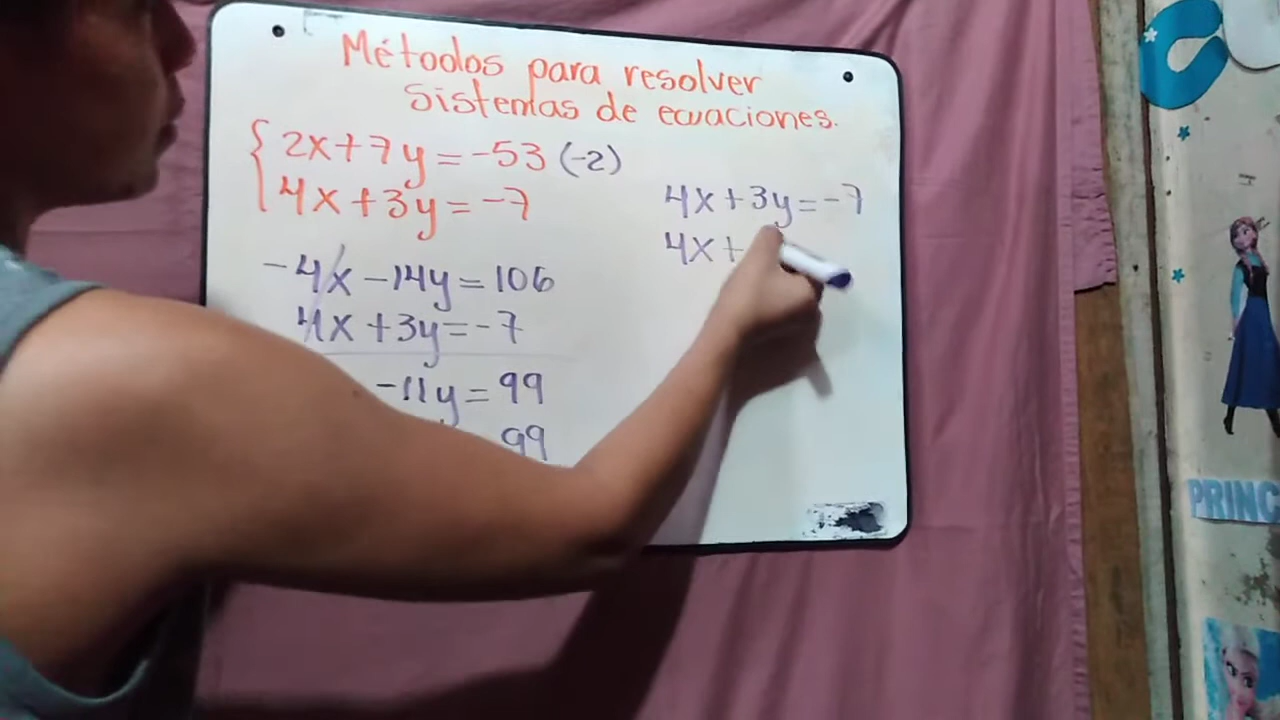 Métodos para resolver
Sistemas de ecuaciones.
2x+7y=-53(-2)
4x+3y=-7
-4x-14y=106
4x+3y=-7
-11y=99
99
4x+3y=-7
4x+
PRINC